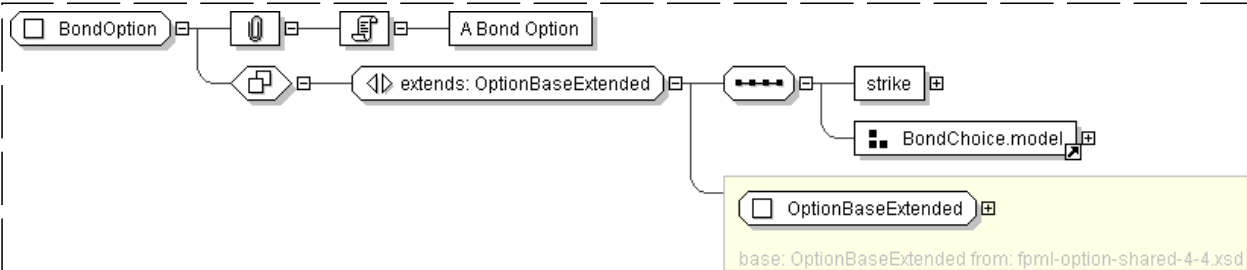 BondOption
A Bond Option
extends: OptionBaseExtended
strike
BondChoice.model
OptionBaseExtended
base: OptionBaseExtended from: fpml-option-shared-4-4.xsd